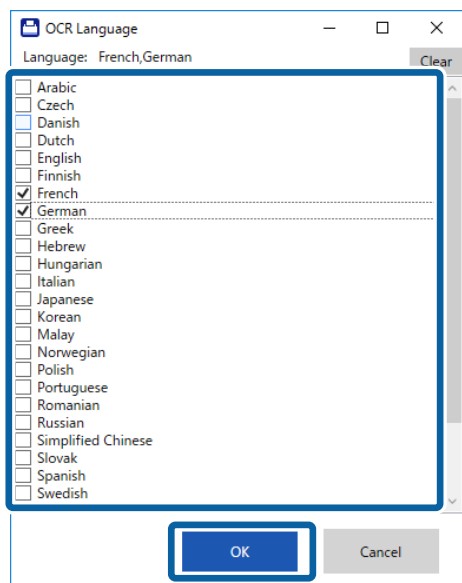 OCR Language
Language: French,German
Clear
Arabic
Czech
Danish
Dutch
English
Finnish
French
German
Greek
Hebrew
Hungarian
Italian
Japanese
Korean
Malay
Norwegian
Polish
Portuguese
Romanian
Russian
Simplified Chinese
Slovak
Spanish
Swedish
OK Cancel